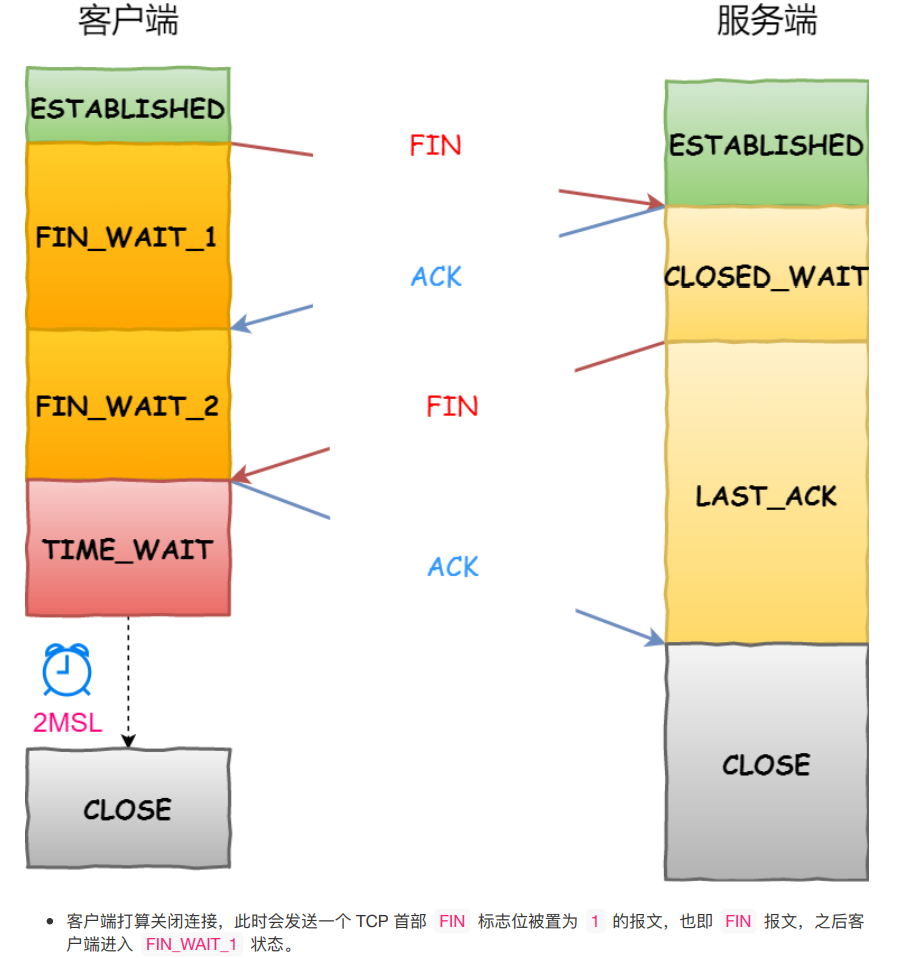 客户端
服务端
ESTABLISHED
FIN
ESTABLISHED
FIN_WAIT_1
ACK
CLOSED_WAIT
FIN_WAIT_2
FIN
LAST_ACK
TIME_WAIT
ACK
2MSL
CLOSE
CLOSE
客户端打算关闭连接，此时会发送一个 TCP 首部 FIN 标志位被置为 1 的报文，也即 FIN 报文，之后客
户端进入 FIN_WAIT_1 状态。